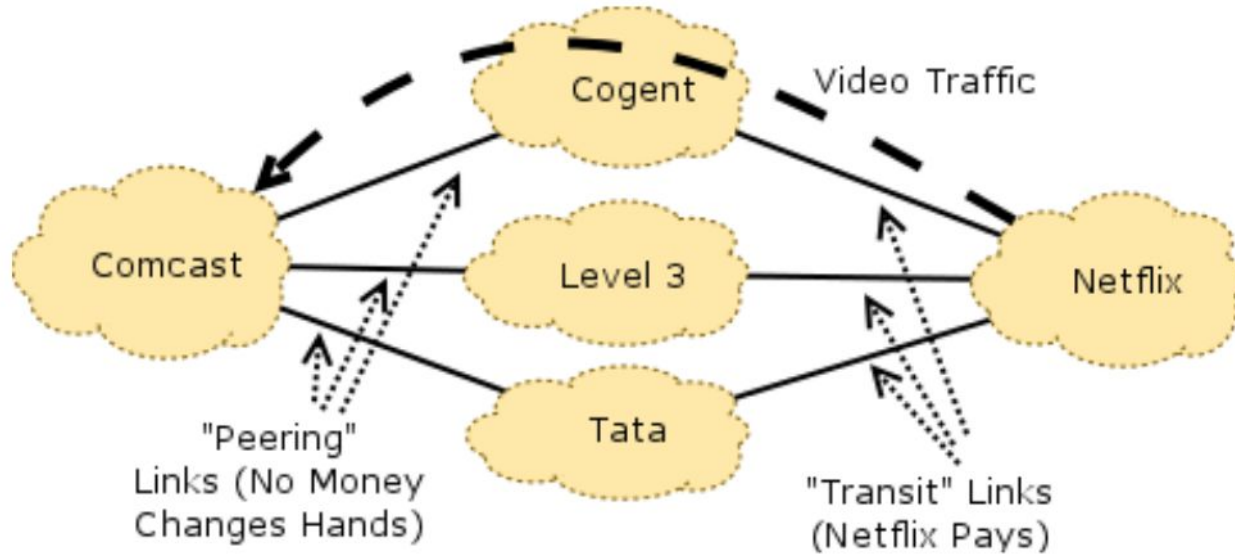 Cogent
Video Traffic
Comcast
Level 3
Netflix
Tata
"Peering"
Links (No Money
Changes Hands)
"Transit" Links
(Netflix Pays)